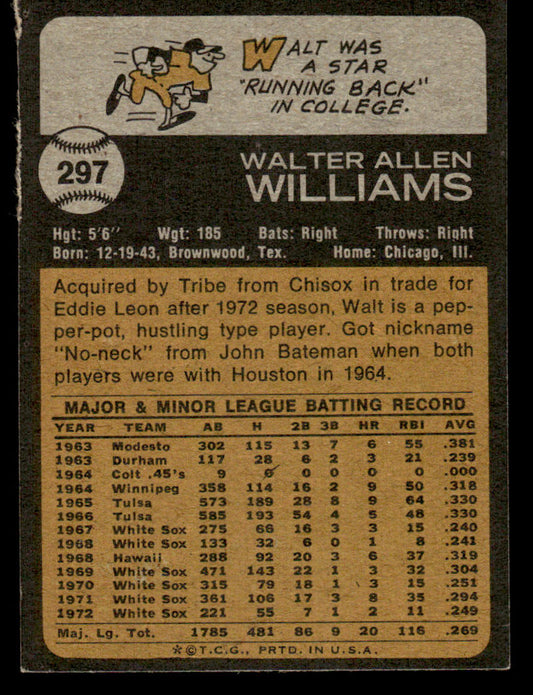 WALT WAS
A STAR
"RUNNING BACK"
IN COLLEGE.
297
WALTER ALLEN
WILLIAMS
Hgt: 5'6" Wgt: 185 Bats: Right Throws: Right
Born: 12-19-43, Brownwood, Tex. Home: Chicago, Ill.
Acquired by Tribe from Chisox in trade for
Eddie Leon after 1972 season, Walt is a pep-
per-pot, hustling type player. Got nickname
"No-neck" from John Bateman when both
players were with Houston in 1964.
MAJOR & MINOR LEAGUE BATTING RECORD
YEAR TEAM AB H 2B 3B HR RBI AVG
1963 Modesto 302 115 13 7 6 55 .381
1963 Durham 117 28 6 2 3 21 .239
1964 Colt .45's 9 0 0 0 0 0 .000
1964 Winnipeg 358 114 16 2 9 50 .318
1965 Tulsa 573 189 28 8 9 64 .330
1966 Tulsa 585 193 54 4 5 48 .330
1967 White Sox 275 66 16 3 3 15 .240
1968 White Sox 133 32 6 0 1 8 .241
1968 Hawaii 288 92 20 3 6 37 .319
1969 White Sox 471 143 22 1 3 32 .304
1970 White Sox 315 79 18 1 3 15 .251
1971 White Sox 361 106 17 3 8 35 .294
1972 White Sox 221 55 7 1 2 11 .249
Maj. Lg. Tot. 1785 481 86 9 20 116 .269
*©T.C.G., PRTD. IN U.S.A.